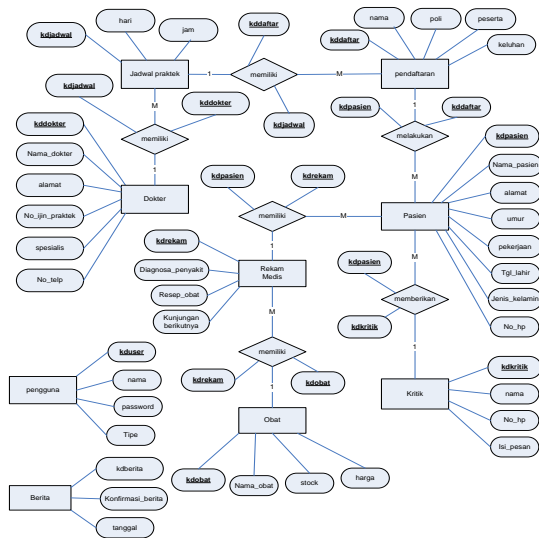 hari
nama
poli
peserta
kdjadwal
jam
kddaftar
kddaftar
keluhan
Jadwal praktek
1
memiliki
M
pendaftaran
kdjadwal
M
kddokter
kdjadwal
1
kdpasien
kddaftar
kddokter
memiliki
melakukan
kdpasien
Nama_dokter
1
kdpasien
kdrekam
M
Nama_pasien
alamat
Dokter
alamat
No_ijin_praktek
memiliki
M
Pasien
umur
spesialis
kdrekam
1
M
pekerjaan
kdpasien
No_telp
Diagnosa_penyakit
Rekam
Medis
Tgl_lahir
Resep_obat
memberikan
Jenis_kelamin
Kunjungan
berikutnya
M
kdkritik
No_hp
kduser
memiliki
1
pengguna
nama
kdrekam
kdobat
Kritik
kdkritik
password
1
nama
Tipe
Obat
No_hp
Isi_pesan
kdberita
kdobat
Nama_obat
stock
harga
Berita
Konfirmasi_berita
tanggal